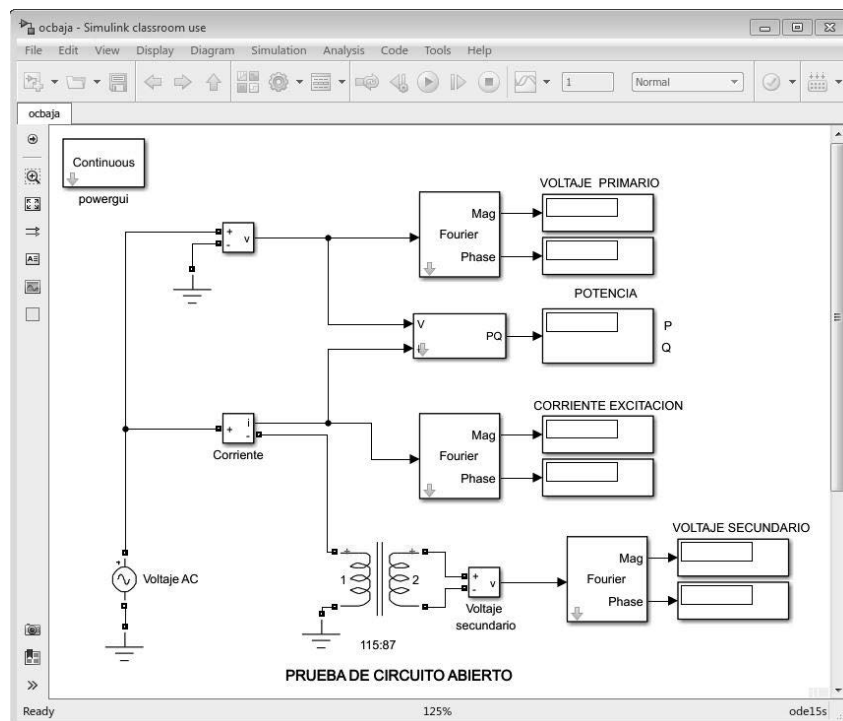 ocbaja - Simulink classroom use
File Edit View Display Diagram Simulation Analysis Code Tools Help
1 Normal
ocbaja
Continuous
powergui
VOLTAJE PRIMARIO
+
-
v
Mag
Fourier
Phase
POTENCIA
V
PQ
P
Q
CORRIENTE EXCITACION
+
i
-
Corriente
Mag
Fourier
Phase
VOLTAJE SECUNDARIO
+
Voltaje AC
+ +
1 2
+
-
v
Voltaje
secundario
Mag
Fourier
Phase
115:87
PRUEBA DE CIRCUITO ABIERTO
Ready 125% ode15s